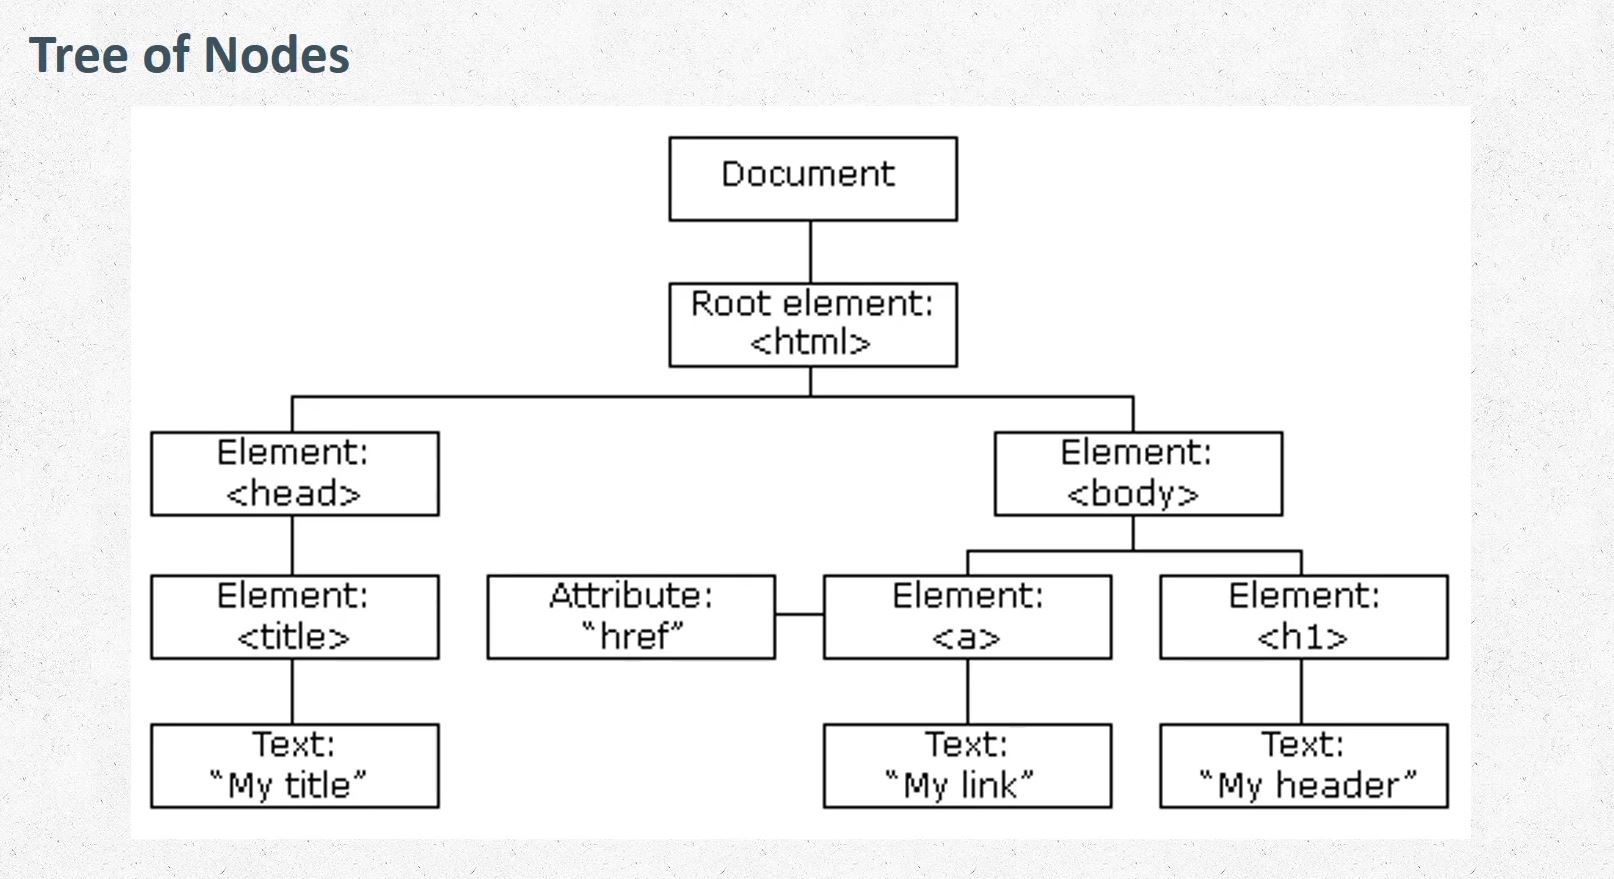 Tree of Nodes
Document
Root element:
<html>
Element:
<head>
Element:
<body>
Element:
<title>
Attribute:
“href”
Element:
<a>
Element:
<h1>
Text:
“My title”
Text:
“My link”
Text:
“My header”